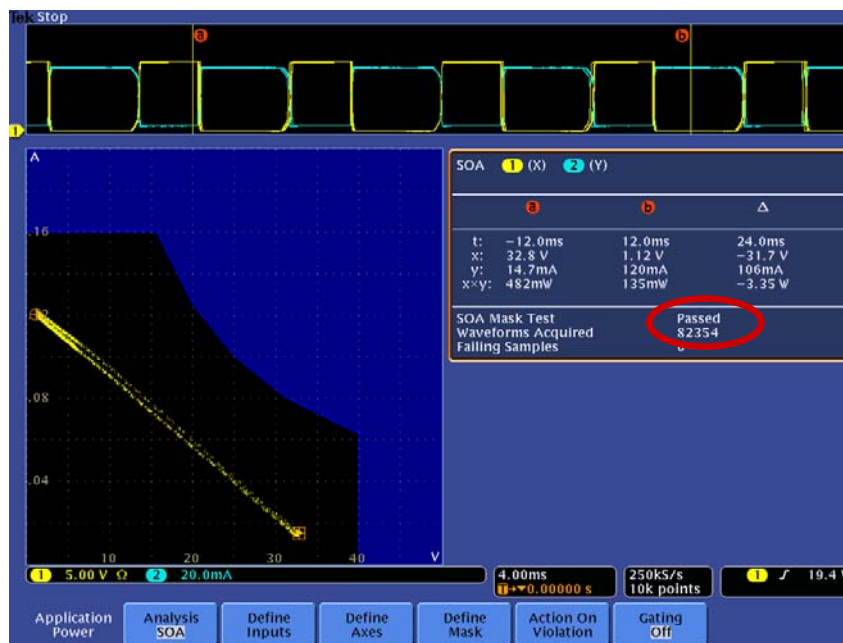 Tek Stop
a b
1
A
.16
.08
.04
10 20 30 40 V
SOA 1 (X) 2 (Y)
a b Δ
t: -12.0ms 12.0ms 24.0ms
x: 32.8 V 1.12 V -31.7 V
y: 14.7mA 120mA 106mA
x×y: 482mW 135mW -3.35 W
SOA Mask Test Passed
Waveforms Acquired 82354
Failing Samples
1 5.00 V Ω 2 20.0mA
4.00ms
T→▼0.00000 s
250kS/s
10k points
1 ʃ 19.4
Application Power
Analysis SOA
Define Inputs
Define Axes
Define Mask
Action On Violation
Gating Off